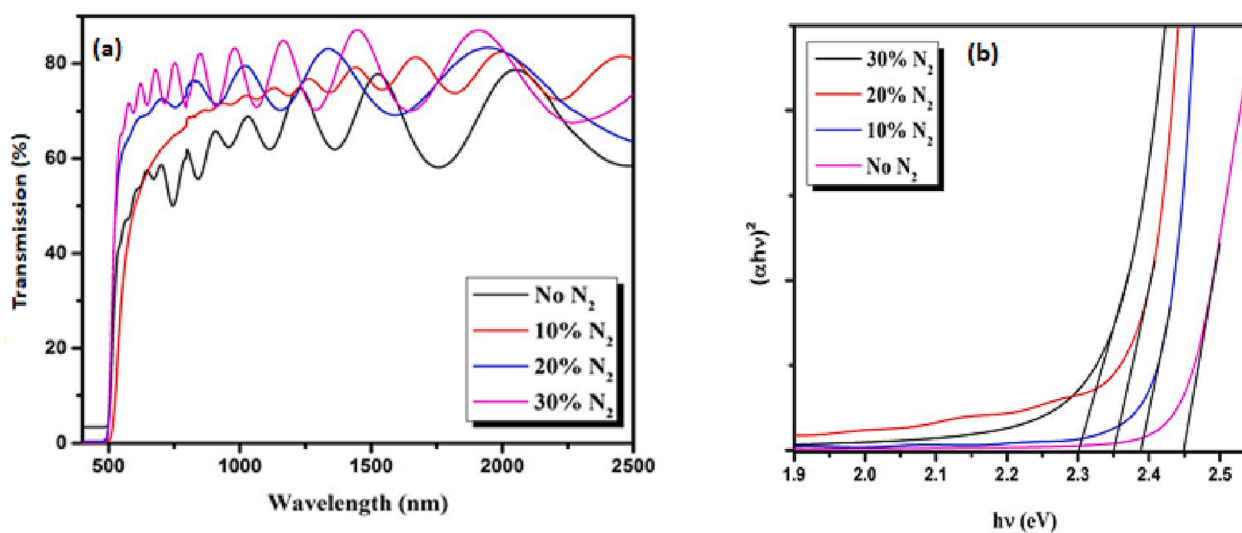 (a)
Transmission (%)
80
60
40
20
0
No N₂
10% N₂
20% N₂
30% N₂
500 1000 1500 2000 2500
Wavelength (nm)
(b)
(αhν)²
30% N₂
20% N₂
10% N₂
No N₂
1.9 2.0 2.1 2.2 2.3 2.4 2.5
hν (eV)